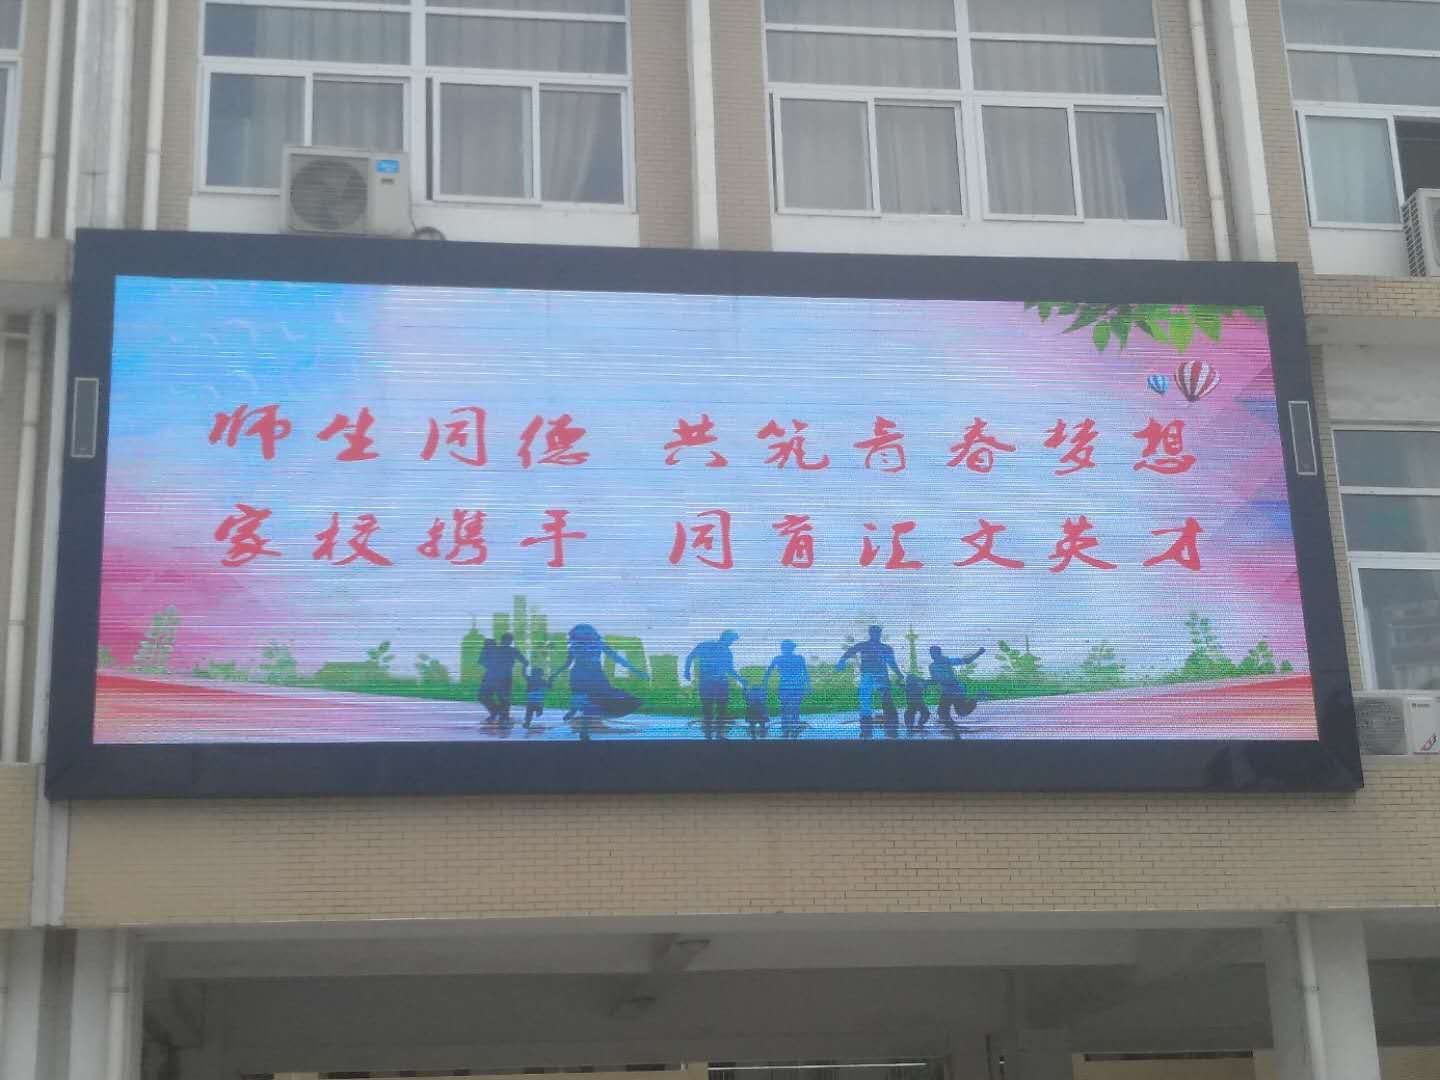 师生同德 共筑青春梦想
家校携手 同育汇文英才